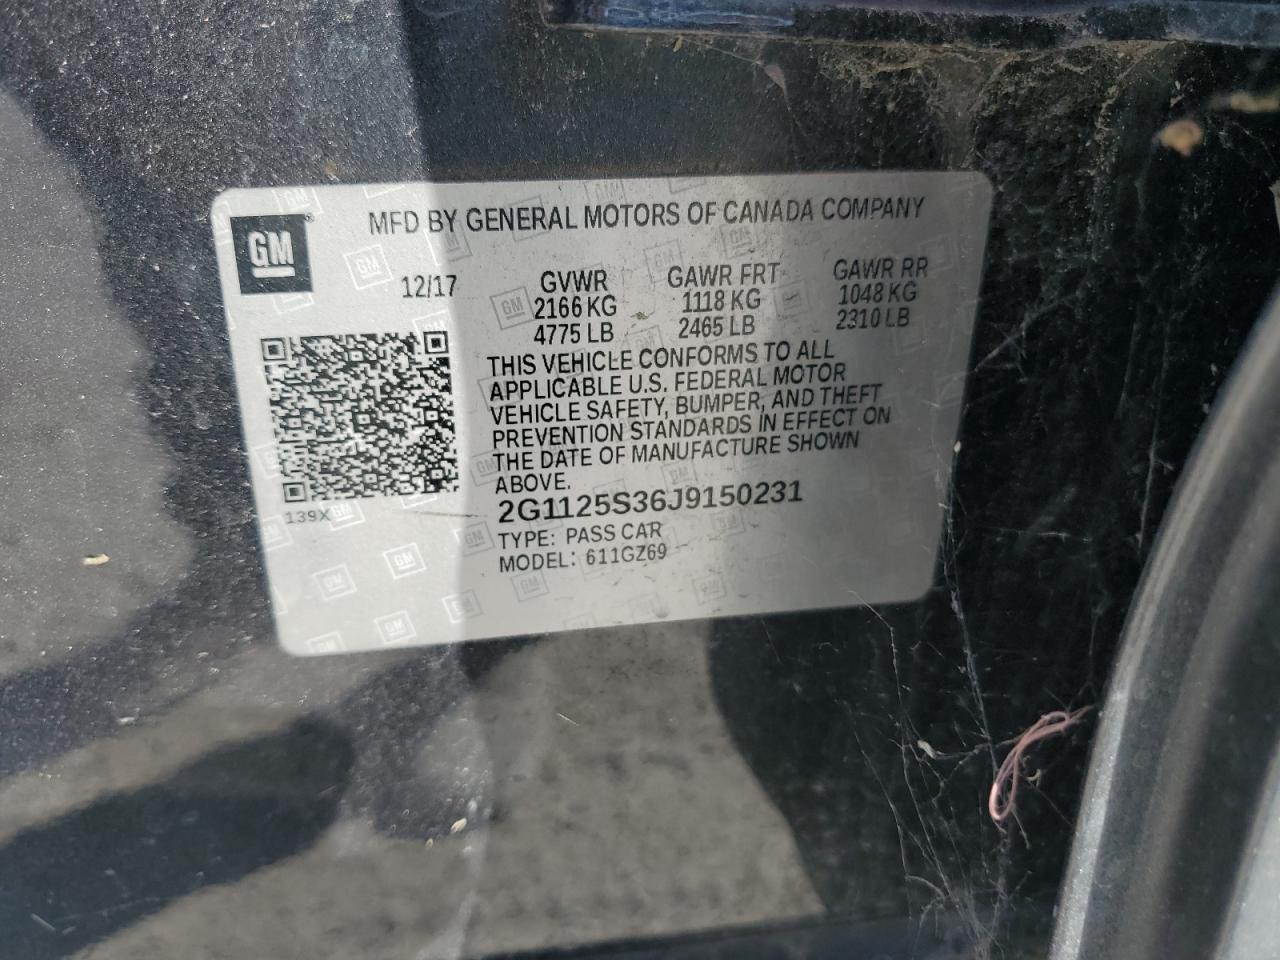 GM
MFD BY GENERAL MOTORS OF CANADA COMPANY
12/17
GVWR GAWR FRT GAWR RR
2166 KG 1118 KG 1048 KG
4775 LB 2465 LB 2310 LB
THIS VEHICLE CONFORMS TO ALL
APPLICABLE U.S. FEDERAL MOTOR
VEHICLE SAFETY, BUMPER, AND THEFT
PREVENTION STANDARDS IN EFFECT ON
THE DATE OF MANUFACTURE SHOWN
ABOVE.
139X
2G1125S36J9150231
TYPE: PASS CAR
MODEL: 611GZ69